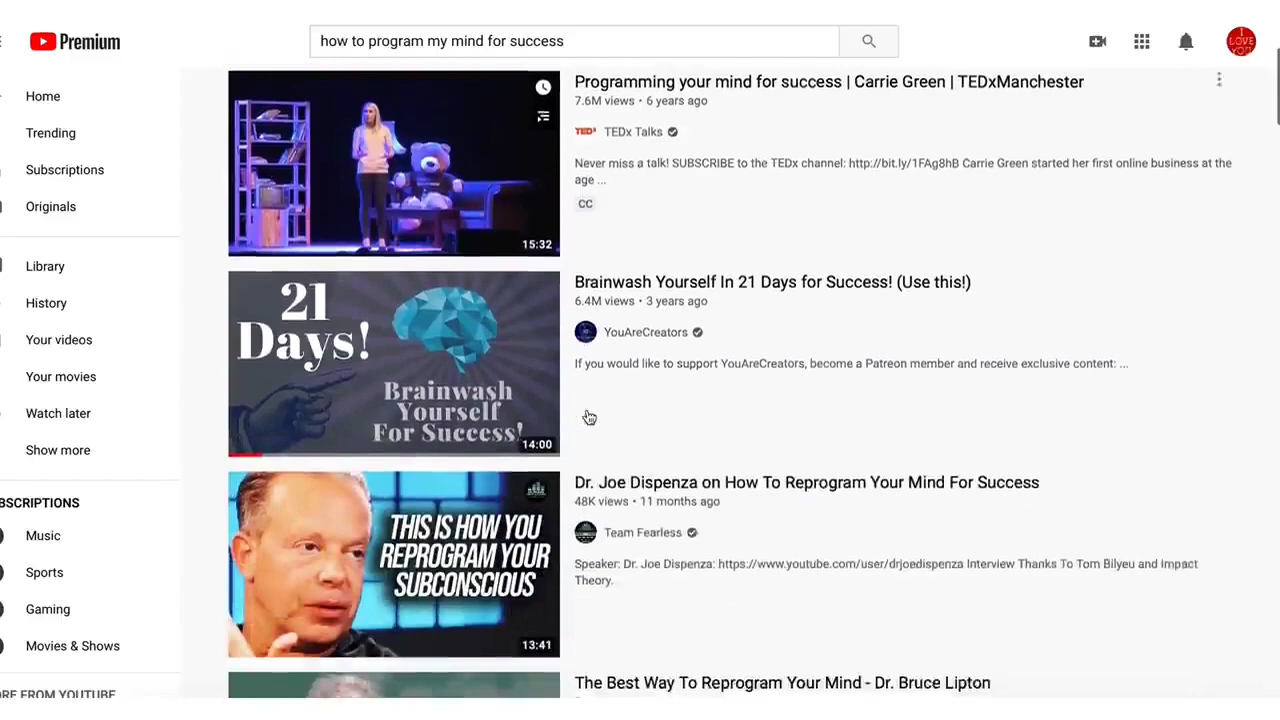 Premium
how to program my mind for success
I LOVE YOU
Home
Trending
Subscriptions
Originals
Library
History
Your videos
Your movies
Watch later
Show more
BSCRIPTIONS
Music
Sports
Gaming
Movies & Shows
ORE FROM YOUTUBE
15:32
Programming your mind for success | Carrie Green | TEDxManchester
7.6M views • 6 years ago
TEDx TEDx Talks
Never miss a talk! SUBSCRIBE to the TEDx channel: http://bit.ly/1FAg8hB Carrie Green started her first online business at the
age ...
CC
21
Days!
Brainwash
Yourself
For Success!
14:00
Brainwash Yourself In 21 Days for Success! (Use this!)
6.4M views • 3 years ago
YouAreCreators
If you would like to support YouAreCreators, become a Patreon member and receive exclusive content: ...
THIS IS HOW YOU
REPROGRAM YOUR
SUBCONSCIOUS
13:41
Dr. Joe Dispenza on How To Reprogram Your Mind For Success
48K views • 11 months ago
Team Fearless
Speaker: Dr. Joe Dispenza: https://www.youtube.com/user/drjoedispenza Interview Thanks To Tom Bilyeu and Impact
Theory.
The Best Way To Reprogram Your Mind - Dr. Bruce Lipton